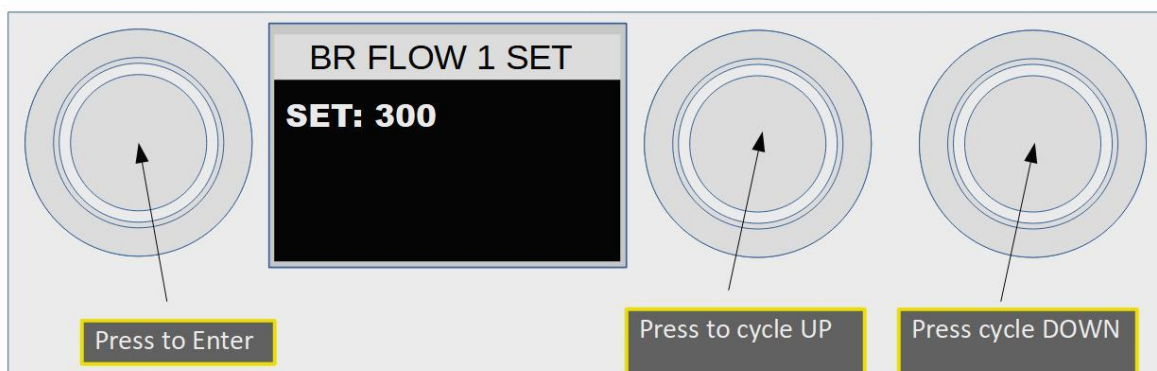 BR FLOW 1 SET
SET: 300
Press to Enter
Press to cycle UP
Press cycle DOWN